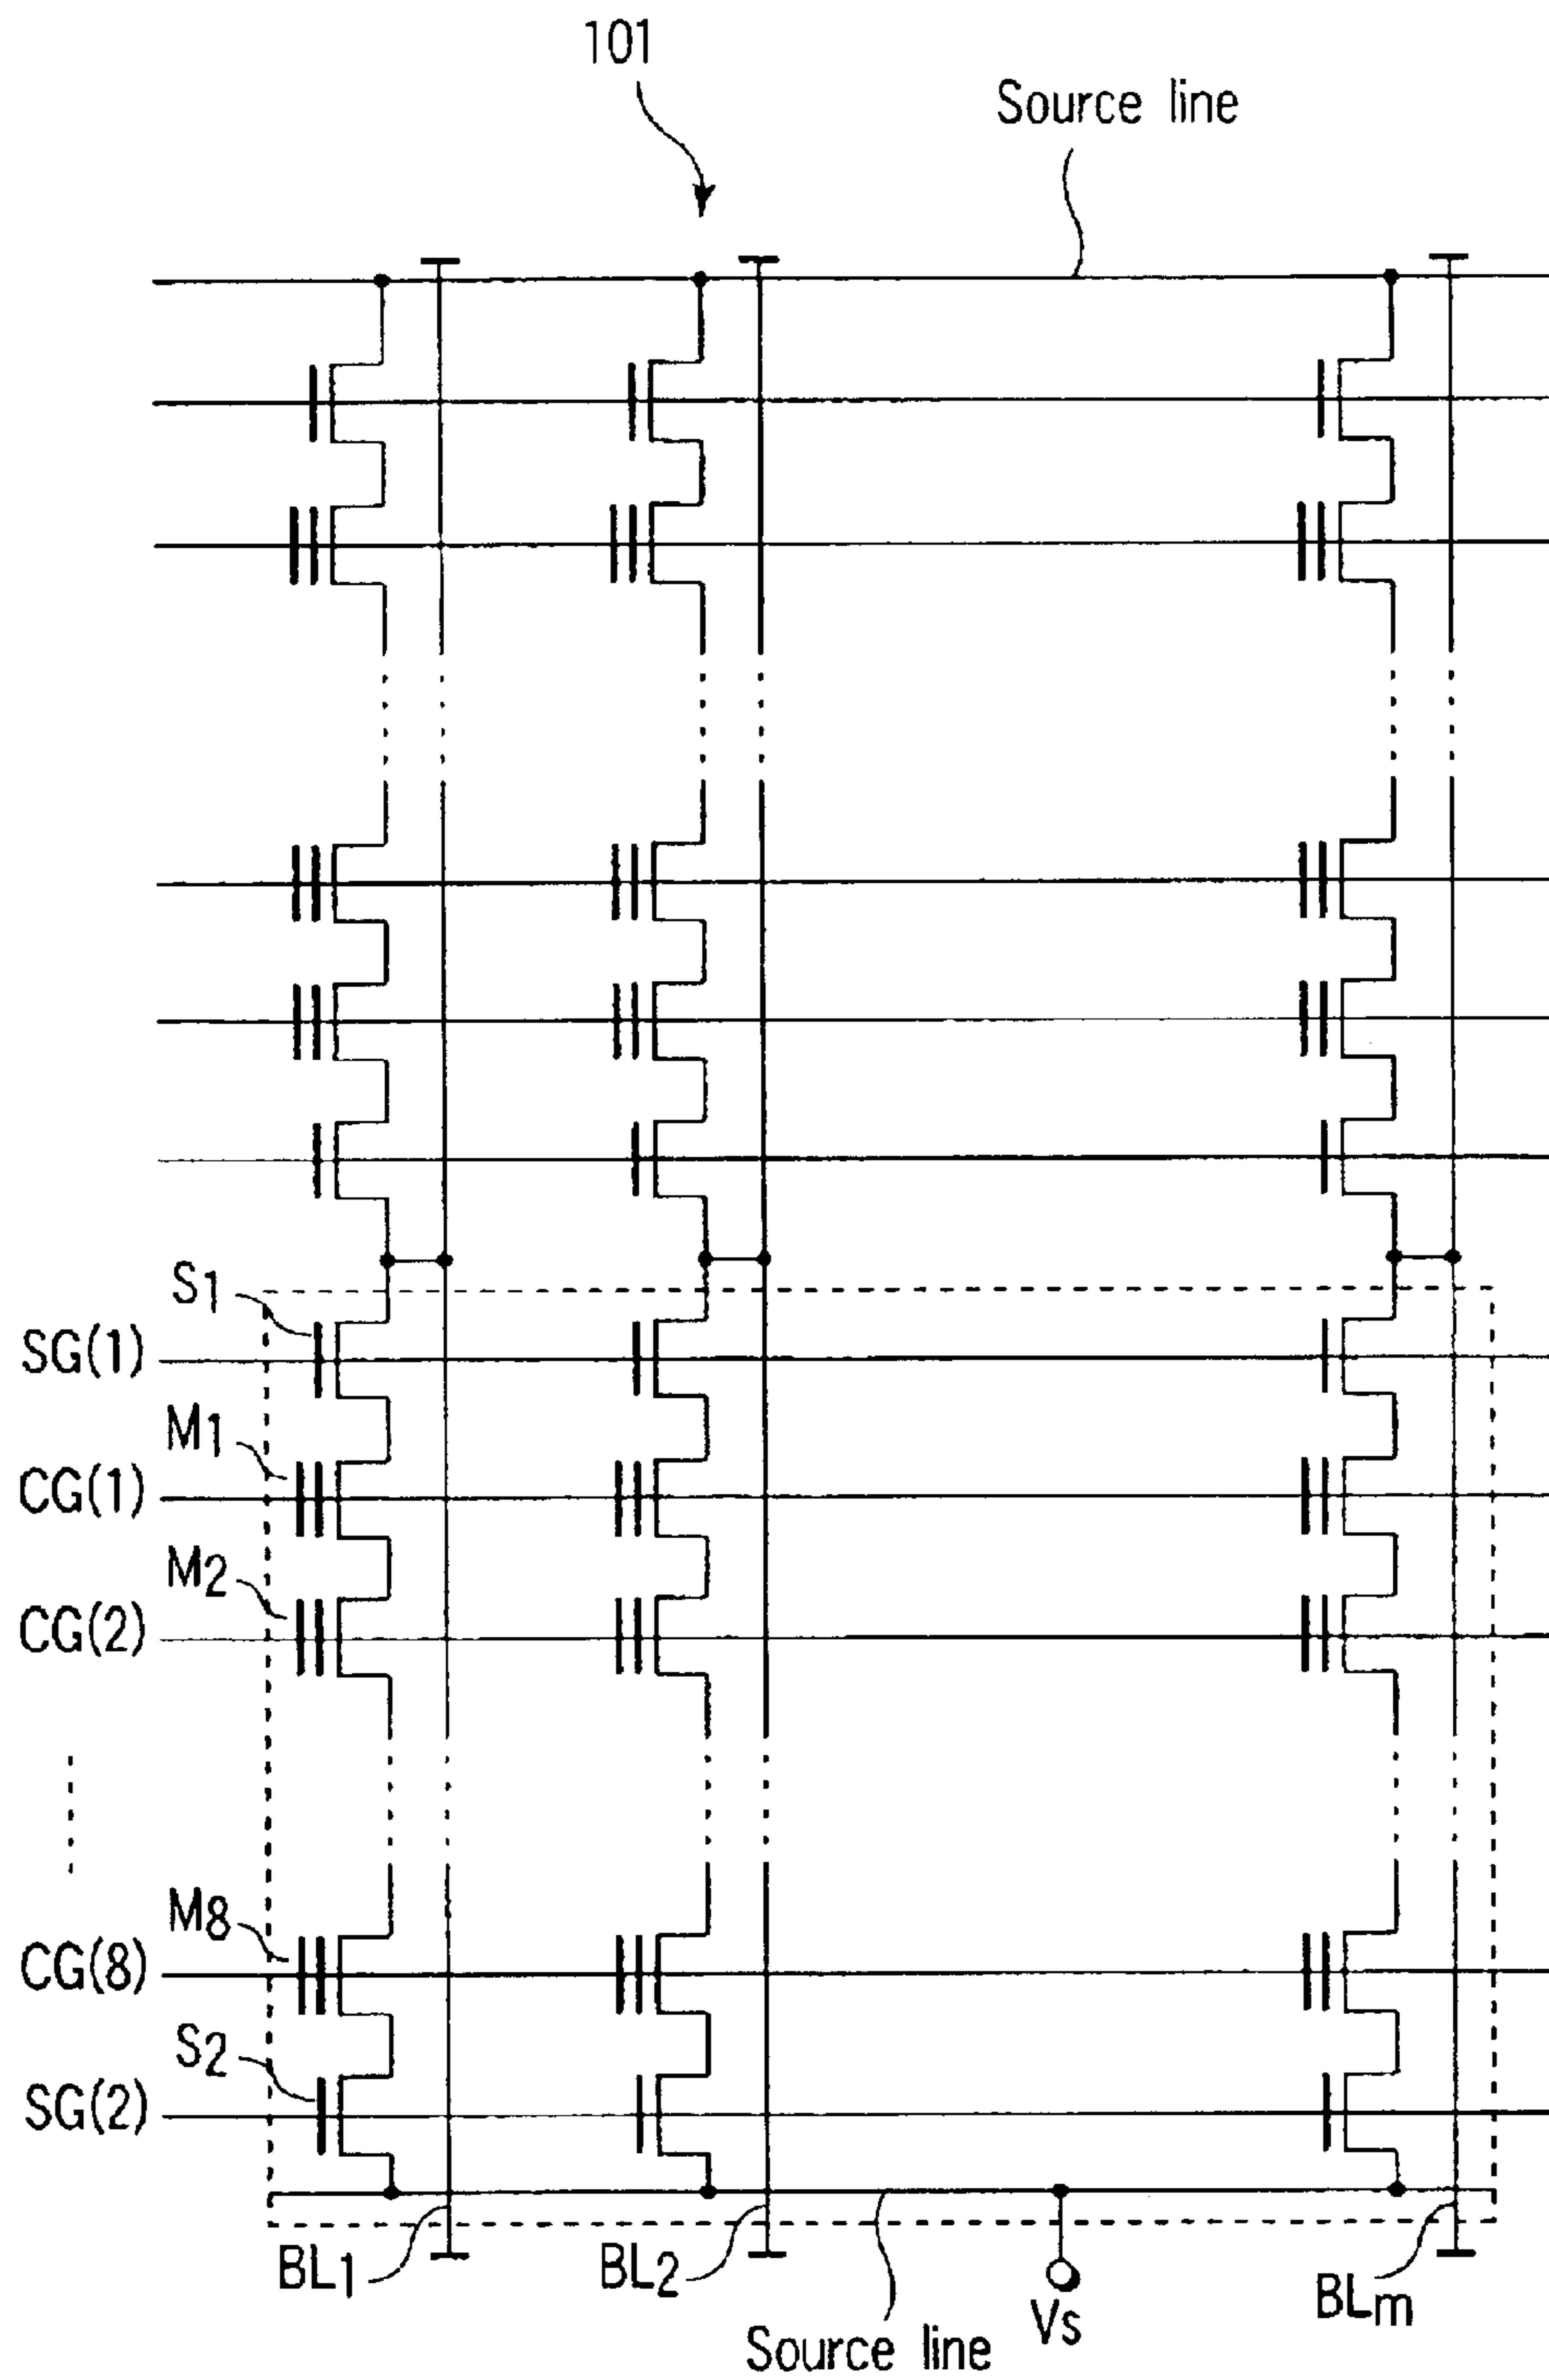 101
Source line
S1
SG(1)
M1
CG(1)
M2
CG(2)
M8
CG(8)
S2
SG(2)
BL1
BL2
BLm
Vs
Source line